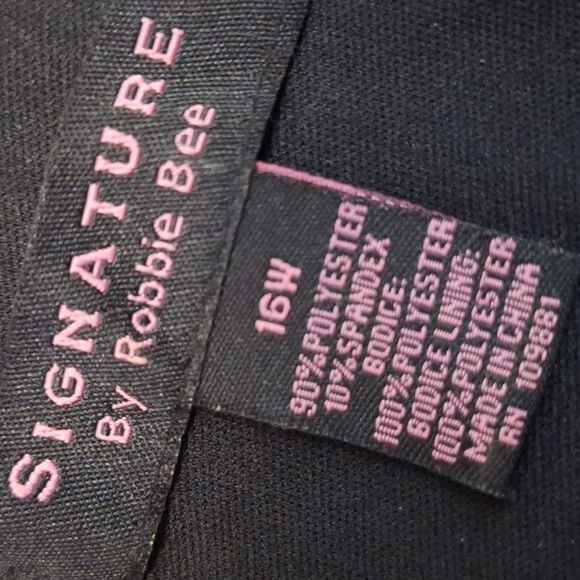 SIGNATURE
By Robbie Bee
16W
90%POLYESTER
10%SPANDEX
BODICE:
100%POLYESTER
BODICE LINING:
100%POLYESTER
MADE IN CHINA
RN 109881